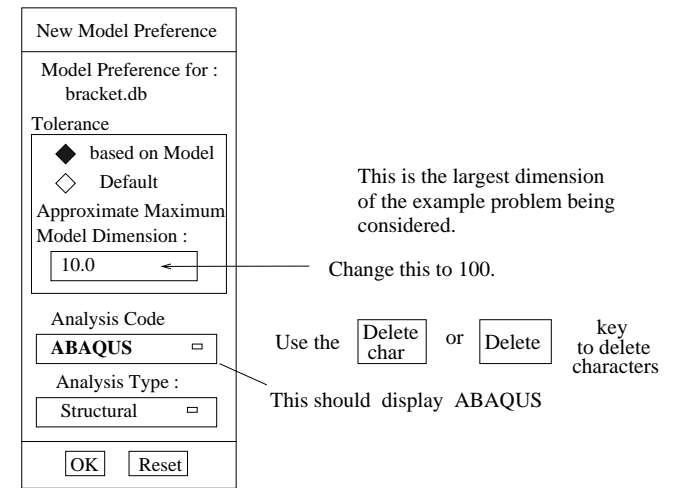 New Model Preference
Model Preference for :
bracket.db
Tolerance
based on Model
Default
Approximate Maximum
Model Dimension :
10.0
Analysis Code
ABAQUS
Analysis Type :
Structural
OK Reset
This is the largest dimension
of the example problem being
considered.
Change this to 100.
Use the Delete char or Delete key
to delete
characters
This should display ABAQUS